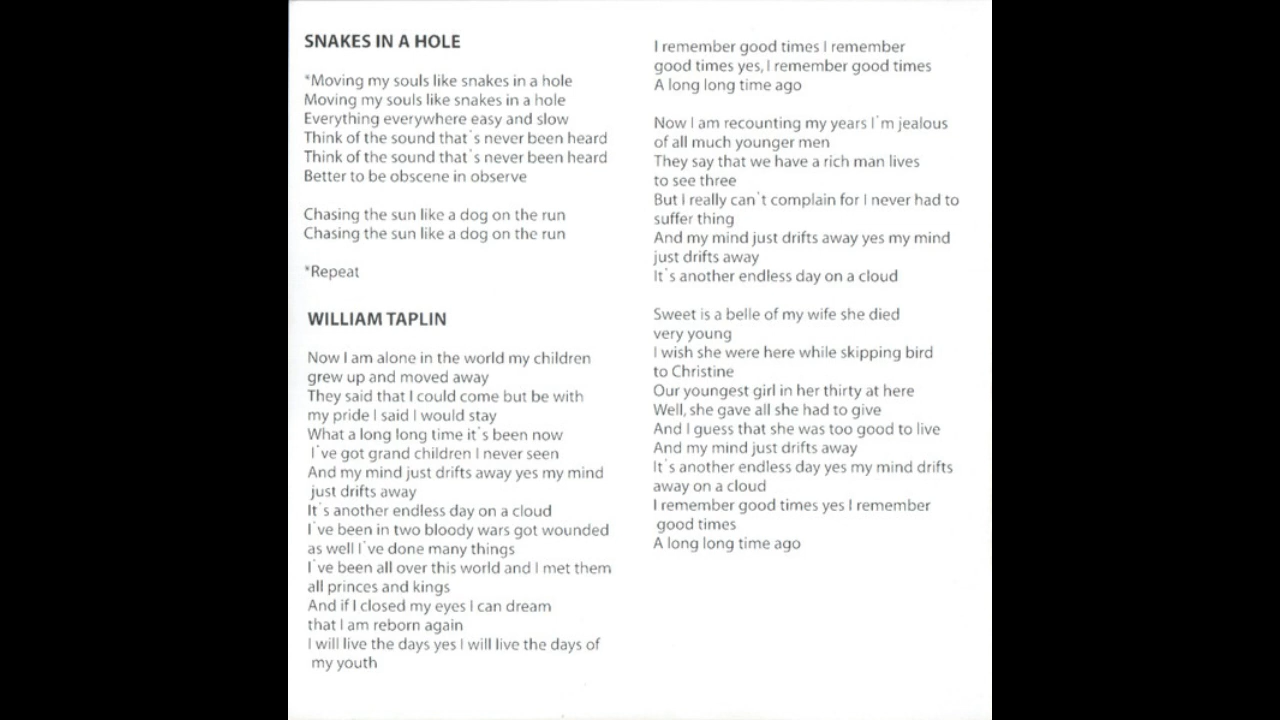 SNAKES IN A HOLE
*Moving my souls like snakes in a hole
Moving my souls like snakes in a hole
Everything everywhere easy and slow
Think of the sound that´s never been heard
Think of the sound that´s never been heard
Better to be obscene in observe
Chasing the sun like a dog on the run
Chasing the sun like a dog on the run
*Repeat
WILLIAM TAPLIN
Now I am alone in the world my children
grew up and moved away
They said that I could come but be with
my pride I said I would stay
What a long long time it´s been now
I´ve got grand children I never seen
And my mind just drifts away yes my mind
just drifts away
It´s another endless day on a cloud
I´ve been in two bloody wars got wounded
as well I´ve done many things
I´ve been all over this world and I met them
all princes and kings
And if I closed my eyes I can dream
that I am reborn again
I will live the days yes I will live the days of
my youth
I remember good times I remember
good times yes, I remember good times
A long long time ago
Now I am recounting my years I´m jealous
of all much younger men
They say that we have a rich man lives
to see three
But I really can´t complain for I never had to
suffer thing
And my mind just drifts away yes my mind
just drifts away
It´s another endless day on a cloud
Sweet is a belle of my wife she died
very young
I wish she were here while skipping bird
to Christine
Our youngest girl in her thirty at here
Well, she gave all she had to give
And I guess that she was too good to live
And my mind just drifts away
It´s another endless day yes my mind drifts
away on a cloud
I remember good times yes I remember
good times
A long long time ago